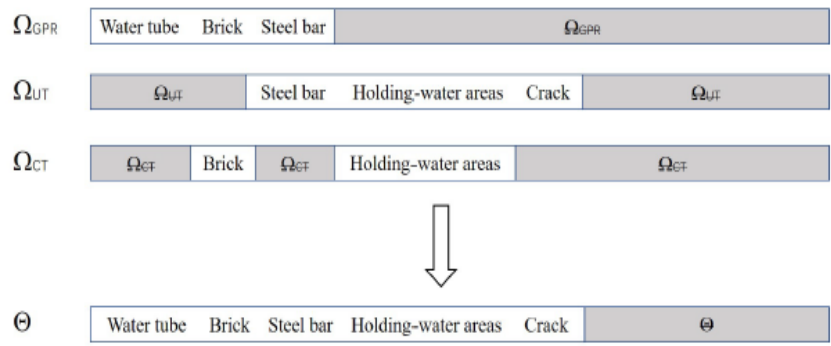 ΩGPR Water tube Brick Steel bar ΩGPR
ΩUT ΩUT Steel bar Holding-water areas Crack ΩUT
ΩCT ΩCT Brick ΩCT Holding-water areas ΩCT
Θ Water tube Brick Steel bar Holding-water areas Crack Θ